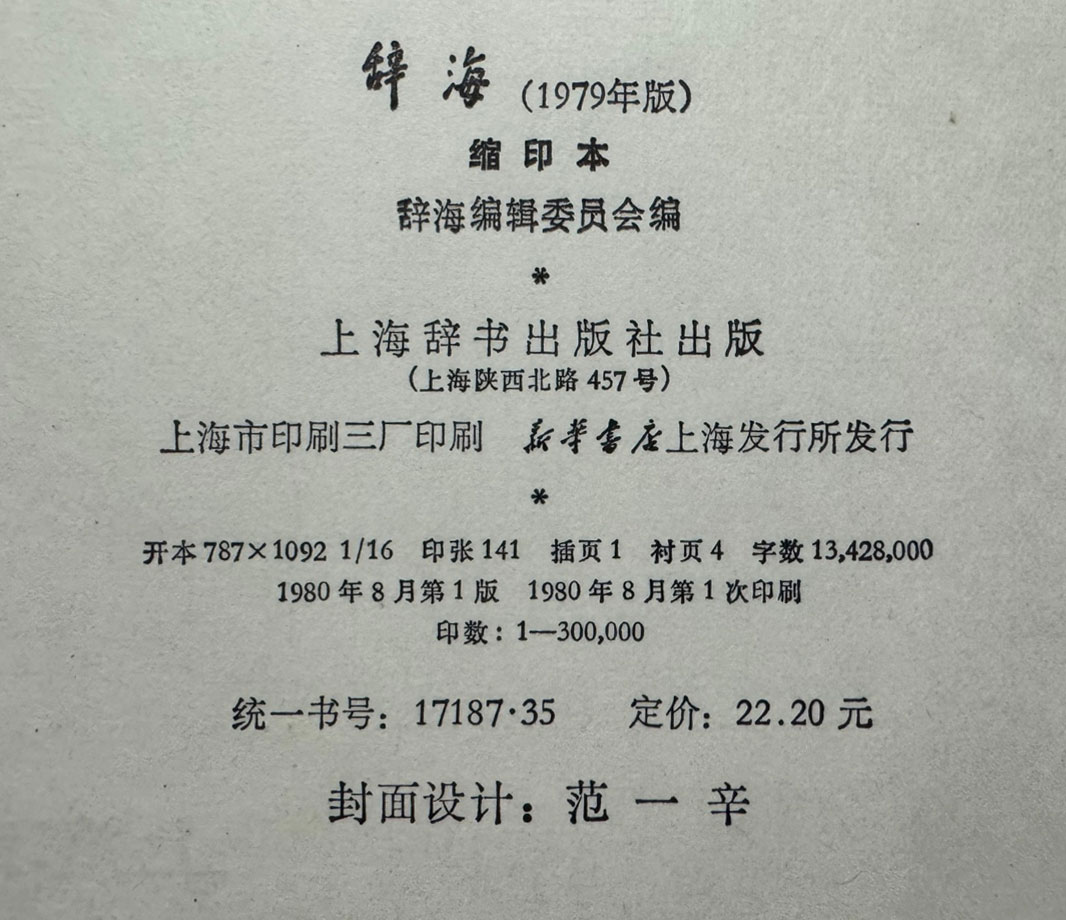 辞海（1979年版）
缩印本
辞海编辑委员会编
*
上海辞书出版社出版
（上海陕西北路 457 号）
上海市印刷三厂印刷 新华书店上海发行所发行
*
开本 787×1092 1/16 印张 141 插页 1 衬页 4 字数 13,428,000
1980 年 8 月第 1 版 1980 年 8 月第 1 次印刷
印数：1—300,000
统一书号：17187·35 定价：22.20 元
封面设计：范一辛